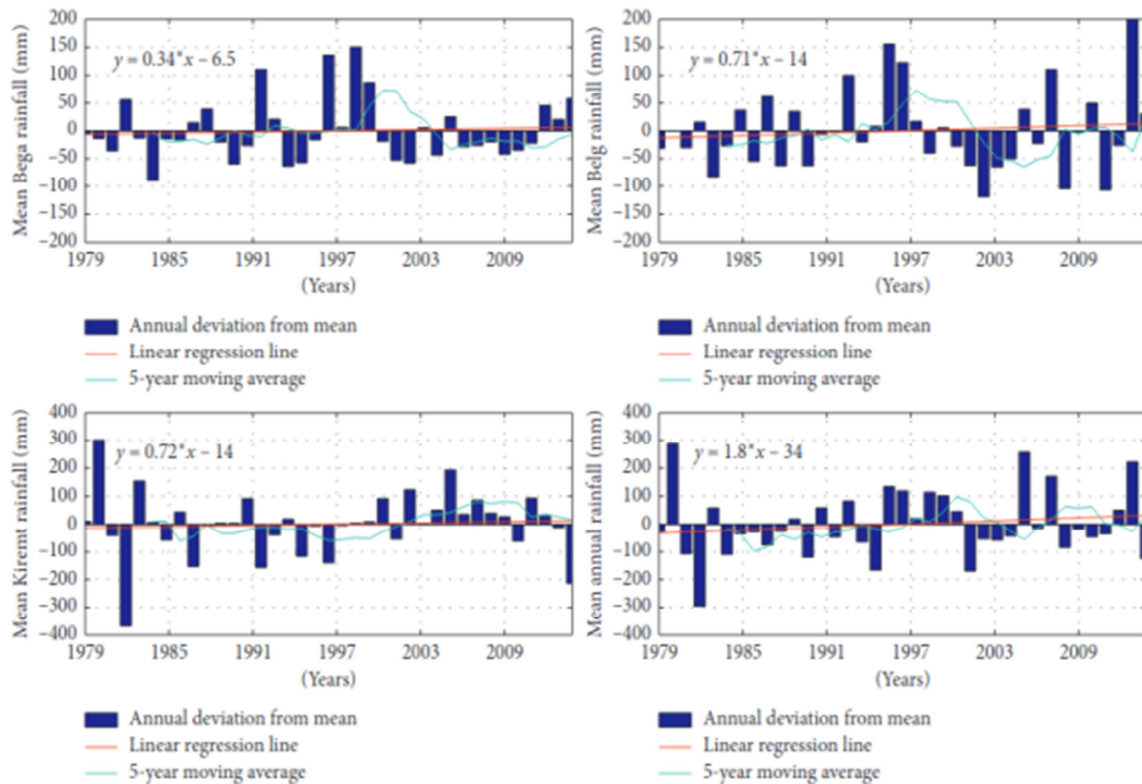 Mean Bega rainfall (mm)
200
150
100
50
0
−50
−100
−150
−200
y = 0.34*x − 6.5
1979 1985 1991 1997 2003 2009
(Years)
Annual deviation from mean
Linear regression line
5-year moving average
Mean Belg rainfall (mm)
200
150
100
50
0
−50
−100
−150
−200
y = 0.71*x − 14
1979 1985 1991 1997 2003 2009
(Years)
Annual deviation from mean
Linear regression line
5-year moving average
Mean Kiremt rainfall (mm)
400
300
200
100
0
−100
−200
−300
−400
y = 0.72*x − 14
1979 1985 1991 1997 2003 2009
(Years)
Annual deviation from mean
Linear regression line
5-year moving average
Mean annual rainfall (mm)
400
300
200
100
0
−100
−200
−300
−400
y = 1.8*x − 34
1979 1985 1991 1997 2003 2009
(Years)
Annual deviation from mean
Linear regression line
5-year moving average